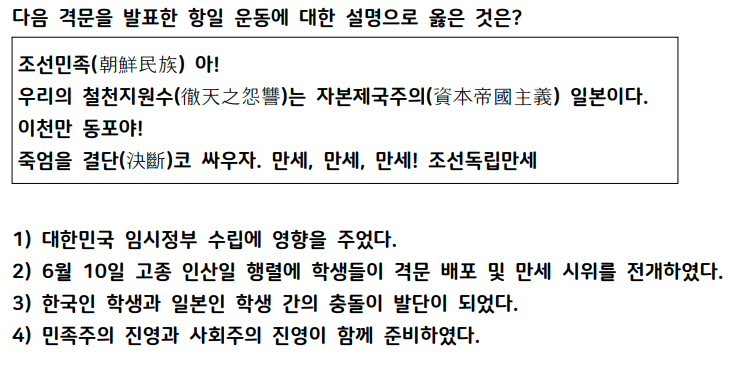 다음 격문을 발표한 항일 운동에 대한 설명으로 옳은 것은?
조선민족(朝鮮民族) 아!
우리의 철천지원수(徹天之怨讐)는 자본제국주의(資本帝國主義) 일본이다.
이천만 동포야!
죽엄을 결단(決斷)코 싸우자. 만세, 만세, 만세! 조선독립만세
1) 대한민국 임시정부 수립에 영향을 주었다.
2) 6월 10일 고종 인산일 행렬에 학생들이 격문 배포 및 만세 시위를 전개하였다.
3) 한국인 학생과 일본인 학생 간의 충돌이 발단이 되었다.
4) 민족주의 진영과 사회주의 진영이 함께 준비하였다.